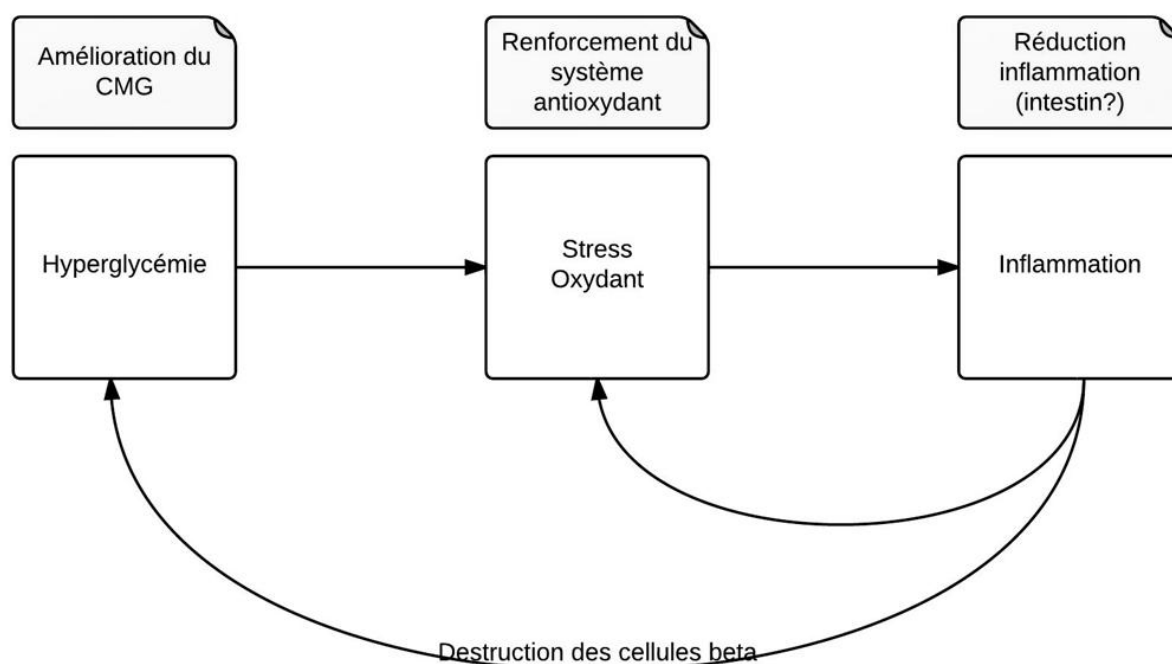 Amélioration du
CMG
Renforcement du
système
antioxydant
Réduction
inflammation
(intestin?)
Hyperglycémie
Stress
Oxydant
Inflammation
Destruction des cellules beta